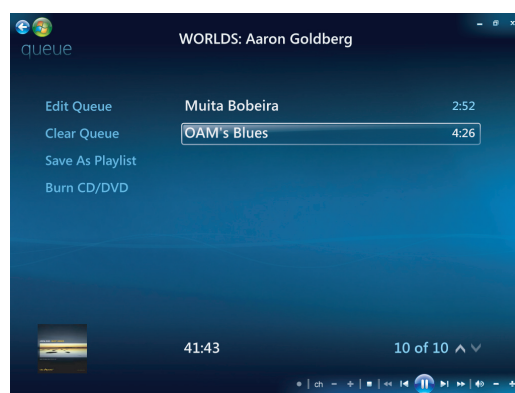 queue
WORLDS: Aaron Goldberg
Edit Queue
Clear Queue
Save As Playlist
Burn CD/DVD
Muita Bobeira 2:52
OAM's Blues 4:26
41:43
10 of 10
ch - +
- +